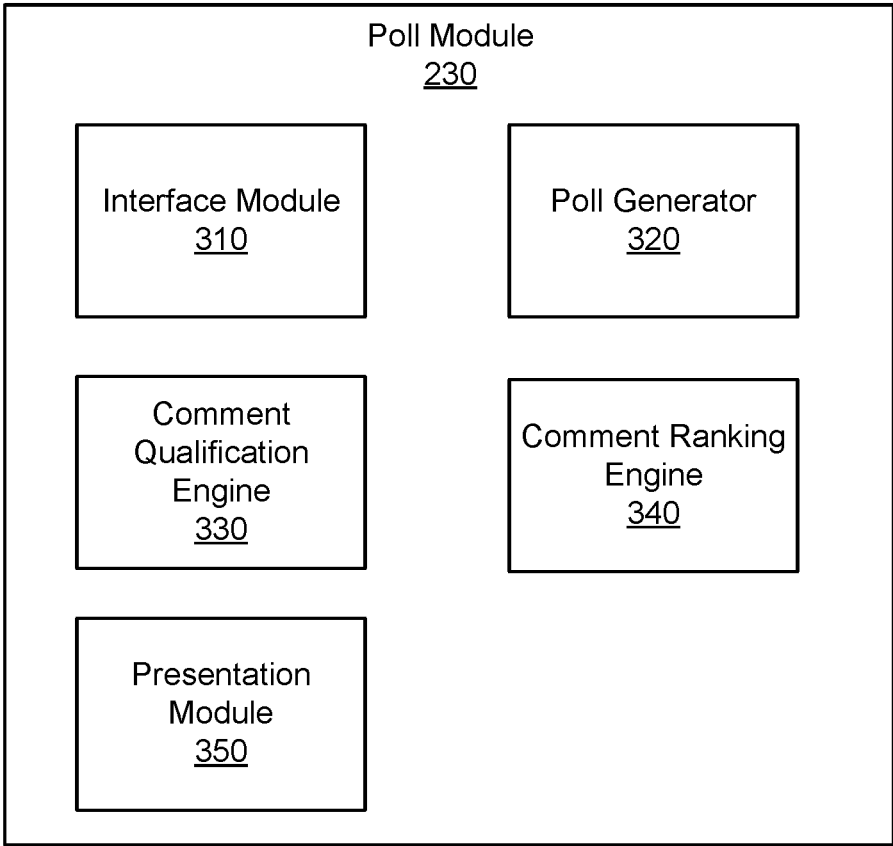 Poll Module
230
Interface Module
310
Poll Generator
320
Comment
Qualification
Engine
330
Comment Ranking
Engine
340
Presentation
Module
350